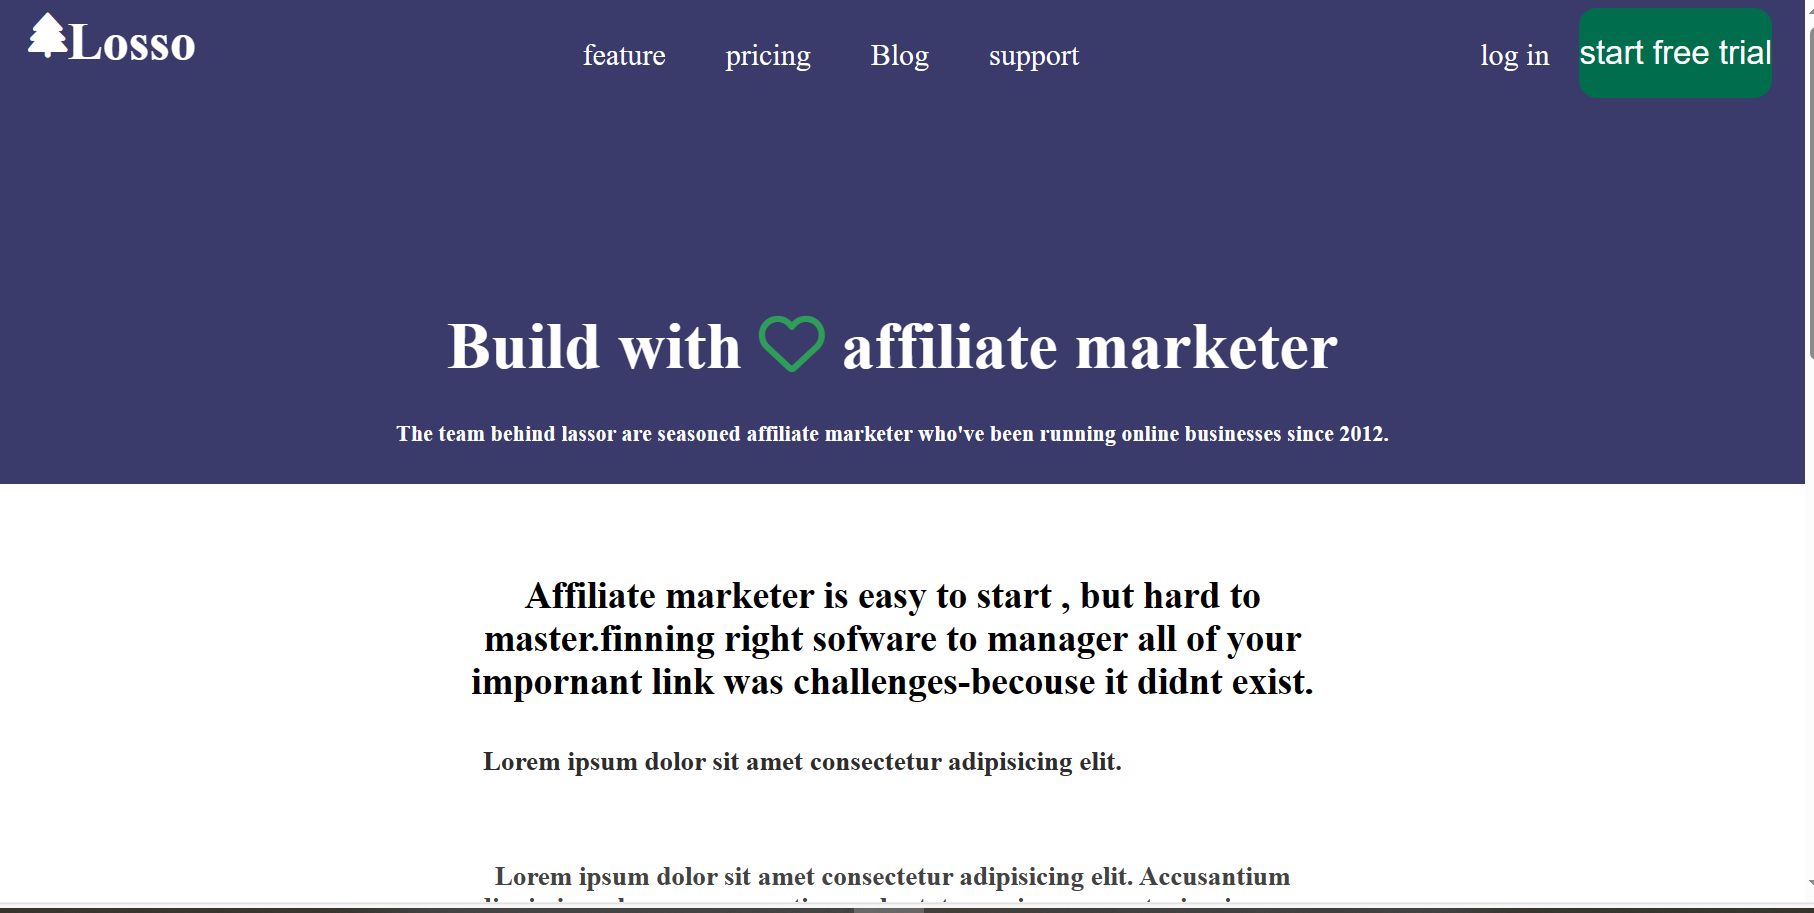 Losso
feature pricing Blog support
log in start free trial
Build with affiliate marketer
The team behind lassor are seasoned affiliate marketer who've been running online businesses since 2012.
Affiliate marketer is easy to start , but hard to
master.finning right sofware to manager all of your
impornant link was challenges-becouse it didnt exist.
Lorem ipsum dolor sit amet consectetur adipisicing elit.
Lorem ipsum dolor sit amet consectetur adipisicing elit. Accusantium